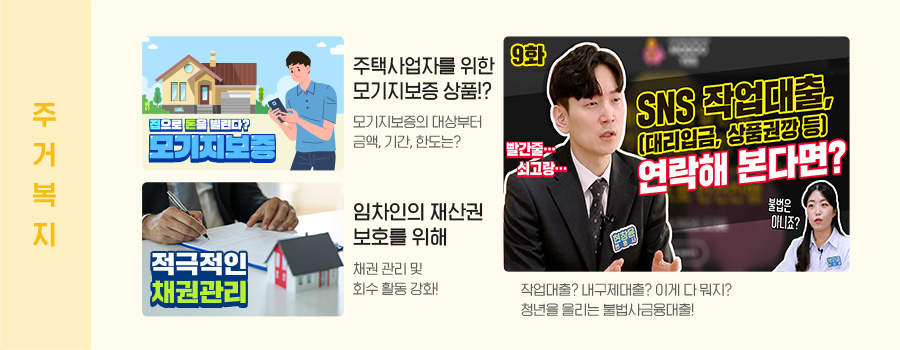 주거복지
집으로 돈을 빌린다?
모기지보증
주택사업자를 위한
모기지보증 상품!?
모기지보증의 대상부터
금액, 기간, 한도는?
적극적인
채권관리
임차인의 재산권
보호를 위해
채권 관리 및
회수 활동 강화!
9화
SNS 작업대출,
(대리입금, 상품권깡 등)
연락해 본다면?
빨간줄…
쇠고랑…
불법은
아니죠?
작업대출? 내구제대출? 이게 다 뭐지?
청년을 울리는 불법사금융대출!